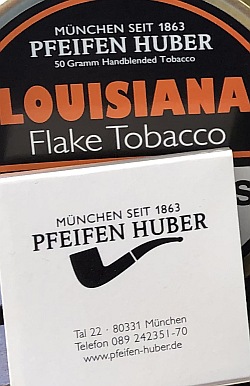 MÜNCHEN SEIT 1863
PFEIFEN HUBER
50 Gramm Handblended Tobacco
LOUISIANA
Flake Tobacco
S
MÜNCHEN SEIT 1863
PFEIFEN HUBER
Tal 22 · 80331 München
Telefon 089 242351-70
www.pfeifen-huber.de